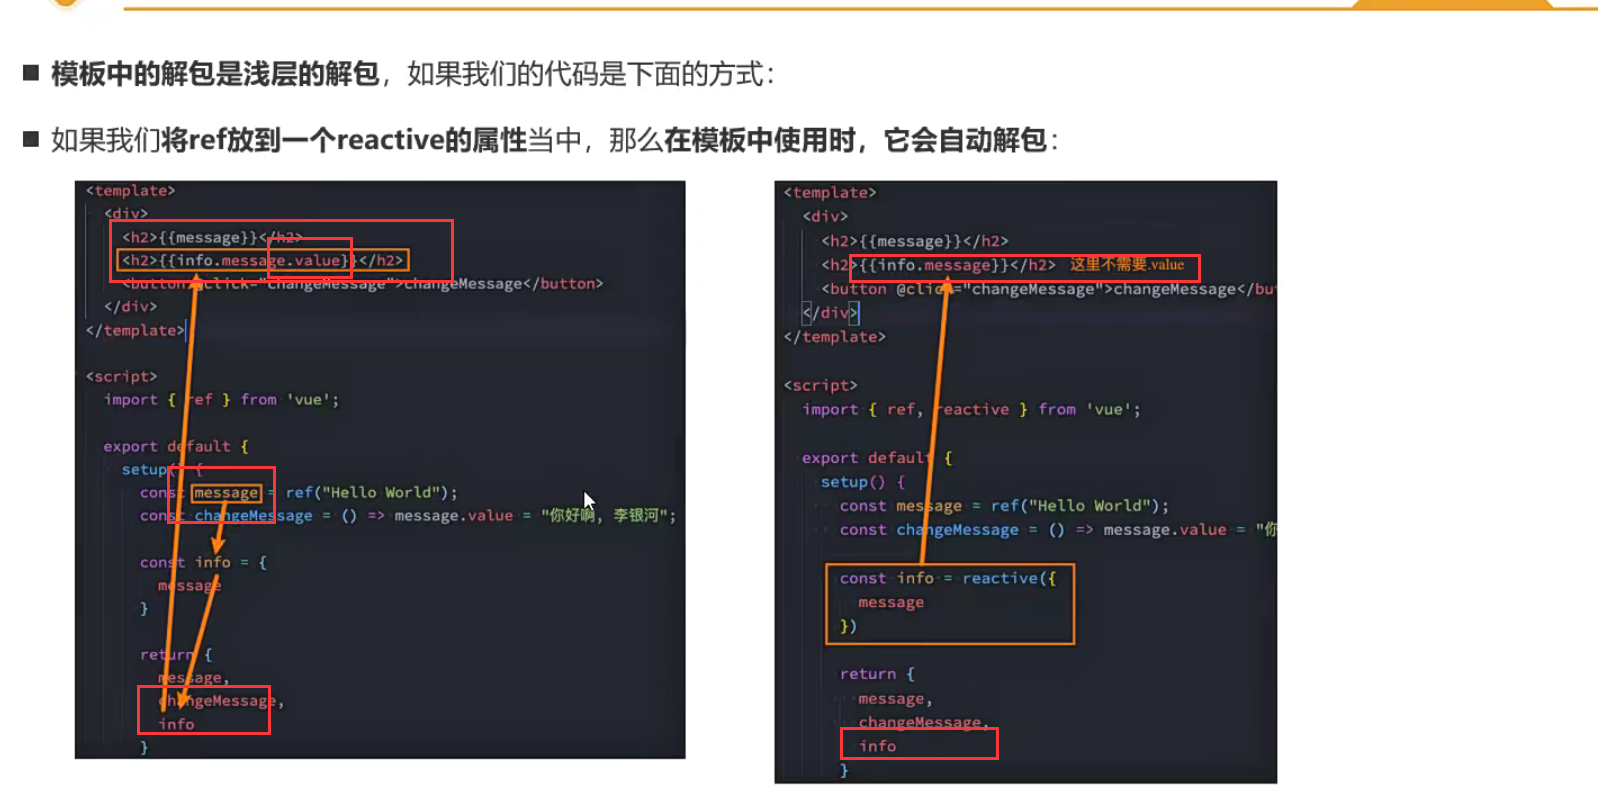 ■ 模板中的解包是浅层的解包，如果我们的代码是下面的方式：
■ 如果我们将ref放到一个reactive的属性当中，那么在模板中使用时，它会自动解包：
<template>
<div>
<h2>{{message}}</h2>
<h2>{{info.message.value}}</h2>
<button @click="changeMessage">changeMessage</button>
</div>
</template>
<script>
import { ref } from 'vue';
export default {
setup() {
const message = ref("Hello World");
const changeMessage = () => message.value = "你好啊, 李银河";
const info = {
message
}
return {
message,
changeMessage,
info
}
<template>
<div>
<h2>{{message}}</h2>
<h2>{{info.message}}</h2> 这里不需要.value
<button @click="changeMessage">changeMessage</bu
</div>
</template>
<script>
import { ref, reactive } from 'vue';
export default {
setup() {
const message = ref("Hello World");
const changeMessage = () => message.value = "你
const info = reactive({
message
})
return {
message,
changeMessage,
info
}